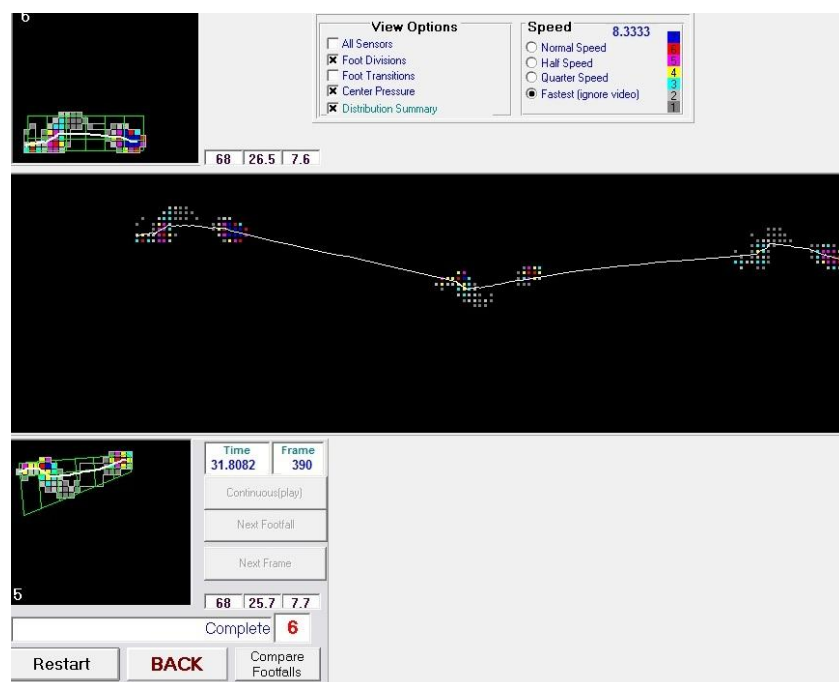 6
View Options
All Sensors
Foot Divisions
Foot Transitions
Center Pressure
Distribution Summary
Speed 8.3333
Normal Speed
Half Speed
Quarter Speed
Fastest (ignore video)
6
5
4
3
2
1
68 26.5 7.6
Time Frame
31.8082 390
Continuous(play)
Next Footfall
Next Frame
5
68 25.7 7.7
Complete 6
Restart BACK Compare
Footfalls